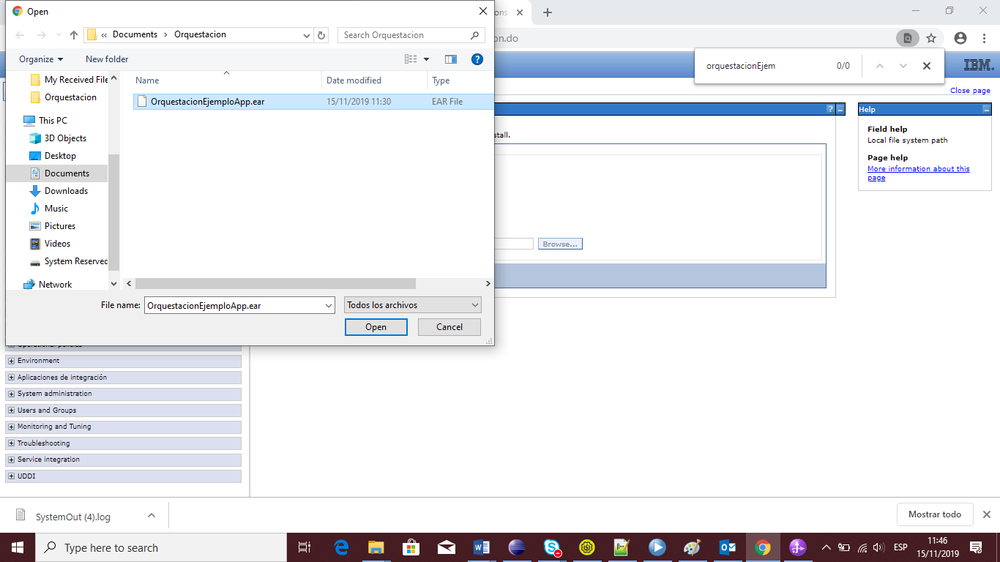 Open
ons
« Documents › Orquestacion
Search Orquestacion
on.do
Organize
New folder
orquestacionEjem
0/0
IBM.
Close page
My Received File
Orquestacion
This PC
3D Objects
Desktop
Documents
Downloads
Music
Pictures
Videos
System Reserved
Network
Name
Date modified
Type
OrquestacionEjemploApp.ear
15/11/2019 11:30
EAR File
stall.
Browse...
Help
Field help
Local file system path
Page help
More information about this
page
File name:
OrquestacionEjemploApp.ear
Todos los archivos
Open
Cancel
Operational policies
Environment
Aplicaciones de integración
System administration
Users and Groups
Monitoring and Tuning
Troubleshooting
Service integration
UDDI
SystemOut (4).log
Mostrar todo
Type here to search
ESP
11:46
15/11/2019